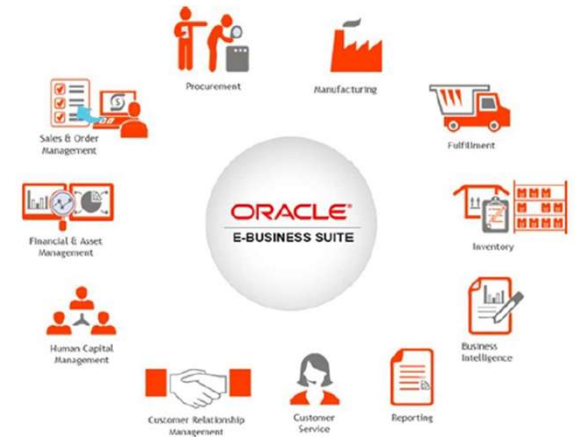 Procurement
Manufacturing
Sales & Order
Management
Fulfillment
ORACLE®
E-BUSINESS SUITE
Financial & Asset
Management
Inventory
Human Capital
Management
Business
Intelligence
Customer Relationship
Management
Customer
Service
Reporting